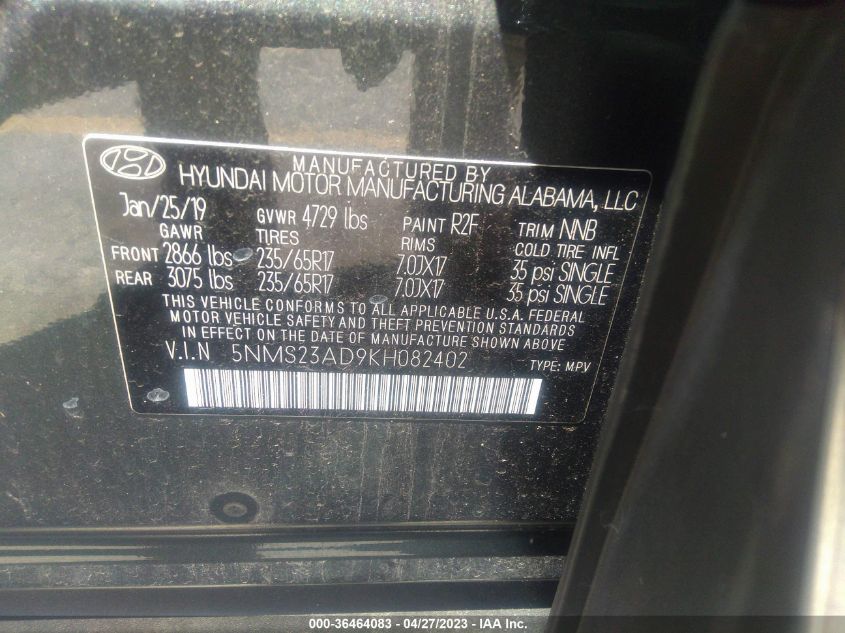 MANUFACTURED BY
HYUNDAI MOTOR MANUFACTURING ALABAMA, LLC
Jan/25/19 GVWR 4729 lbs PAINT R2F TRIM NNB
GAWR TIRES RIMS COLD TIRE INFL
FRONT 2866 lbs 235/65R17 7.0JX17 35 psi SINGLE
REAR 3075 lbs 235/65R17 7.0JX17 35 psi SINGLE
THIS VEHICLE CONFORMS TO ALL APPLICABLE U.S.A. FEDERAL
MOTOR VEHICLE SAFETY AND THEFT PREVENTION STANDARDS
IN EFFECT ON THE DATE OF MANUFACTURE SHOWN ABOVE.
V.I.N 5NMS23AD9KH082402 TYPE: MPV
000-36464083 - 04/27/2023 - IAA Inc.